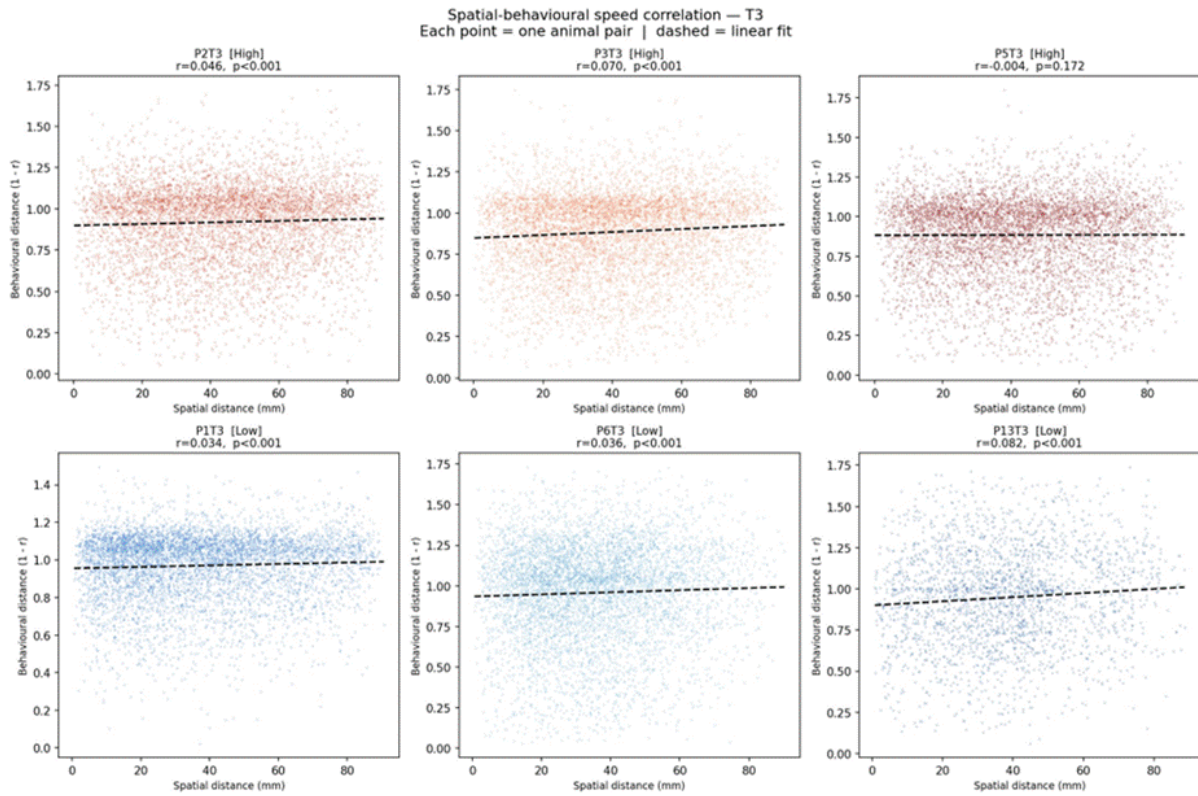 Spatial-behavioural speed correlation — T3
Each point = one animal pair | dashed = linear fit
P2T3 [High]
r=0.046, p<0.001
1.75
1.50
1.25
1.00
0.75
0.50
0.25
0.00
Behavioural distance (1 - r)
0 20 40 60 80
Spatial distance (mm)
P3T3 [High]
r=0.070, p<0.001
1.75
1.50
1.25
1.00
0.75
0.50
0.25
0.00
Behavioural distance (1 - r)
0 20 40 60 80
Spatial distance (mm)
P5T3 [High]
r=-0.004, p=0.172
1.75
1.50
1.25
1.00
0.75
0.50
0.25
0.00
Behavioural distance (1 - r)
0 20 40 60 80
Spatial distance (mm)
P1T3 [Low]
r=0.034, p<0.001
1.4
1.2
1.0
0.8
0.6
0.4
0.2
0.0
Behavioural distance (1 - r)
0 20 40 60 80
Spatial distance (mm)
P6T3 [Low]
r=0.036, p<0.001
1.75
1.50
1.25
1.00
0.75
0.50
0.25
0.00
Behavioural distance (1 - r)
0 20 40 60 80
Spatial distance (mm)
P13T3 [Low]
r=0.082, p<0.001
1.75
1.50
1.25
1.00
0.75
0.50
0.25
0.00
Behavioural distance (1 - r)
0 20 40 60 80
Spatial distance (mm)